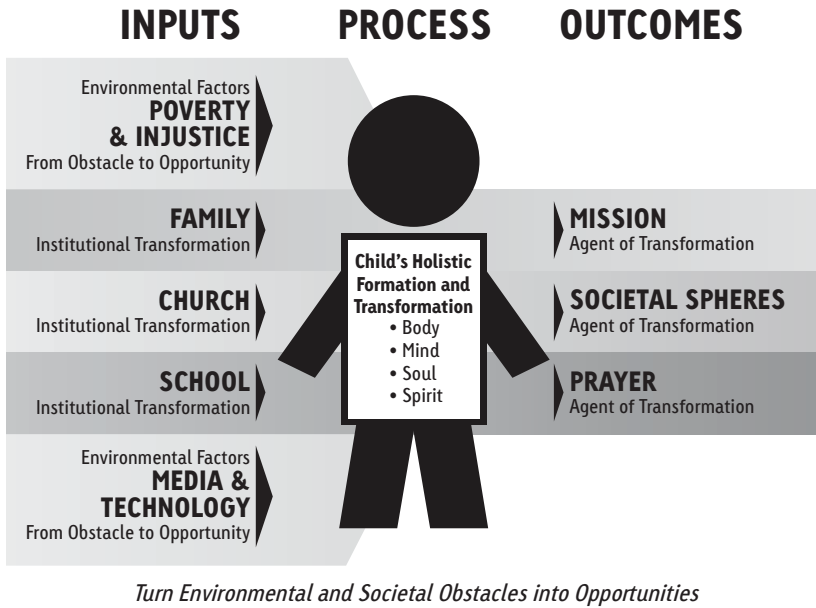 INPUTS
PROCESS
OUTCOMES
Environmental Factors
POVERTY
& INJUSTICE
From Obstacle to Opportunity
FAMILY
Institutional Transformation
CHURCH
Institutional Transformation
SCHOOL
Institutional Transformation
Environmental Factors
MEDIA &
TECHNOLOGY
From Obstacle to Opportunity
Child's Holistic
Formation and
Transformation
• Body
• Mind
• Soul
• Spirit
MISSION
Agent of Transformation
SOCIETAL SPHERES
Agent of Transformation
PRAYER
Agent of Transformation
Turn Environmental and Societal Obstacles into Opportunities